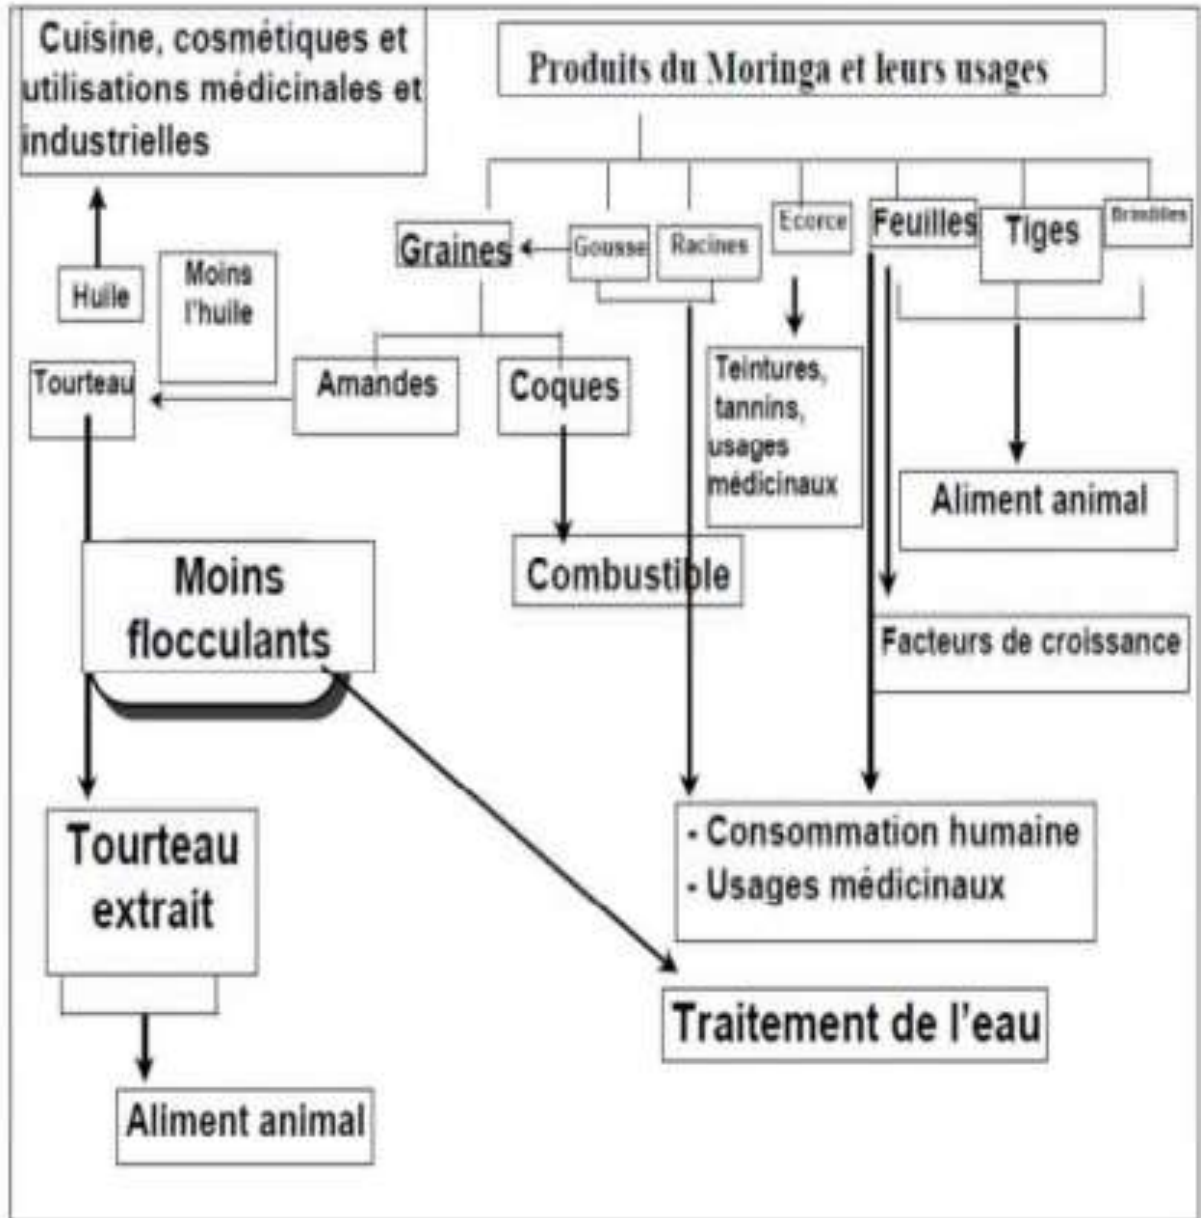 Cuisine, cosmétiques et
utilisations médicinales et
industrielles
Produits du Moringa et leurs usages
Graines
Gousse
Racines
Ecorce
Feuilles
Tiges
Brindilles
Huile
Moins
l'huile
Tourteau
Amandes
Coques
Teintures,
tannins,
usages
médicinaux
Aliment animal
Moins
flocculants
Combustible
Facteurs de croissance
Tourteau
extrait
- Consommation humaine
- Usages médicinaux
Traitement de l'eau
Aliment animal